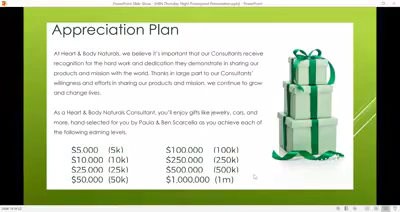 Appreciation Plan
At Heart & Body Naturals, we believe it's important that our Consultants receive
recognition for the hard work and dedication they demonstrate in sharing our
products and mission with the world. Thanks in large part to our Consultants'
willingness and efforts in sharing our products and mission, we continue to grow
and change lives.
As a Heart & Body Naturals Consultant, you'll enjoy gifts like jewelry, cars, and
more, hand-selected for you by Paula & Ben Scarcella as you achieve each of
the following earning levels.
$5,000 (5k) $100,000 (100k)
$10,000 (10k) $250,000 (250k)
$25,000 (25k) $500,000 (500k)
$50,000 (50k) $1,000,000 (1m)